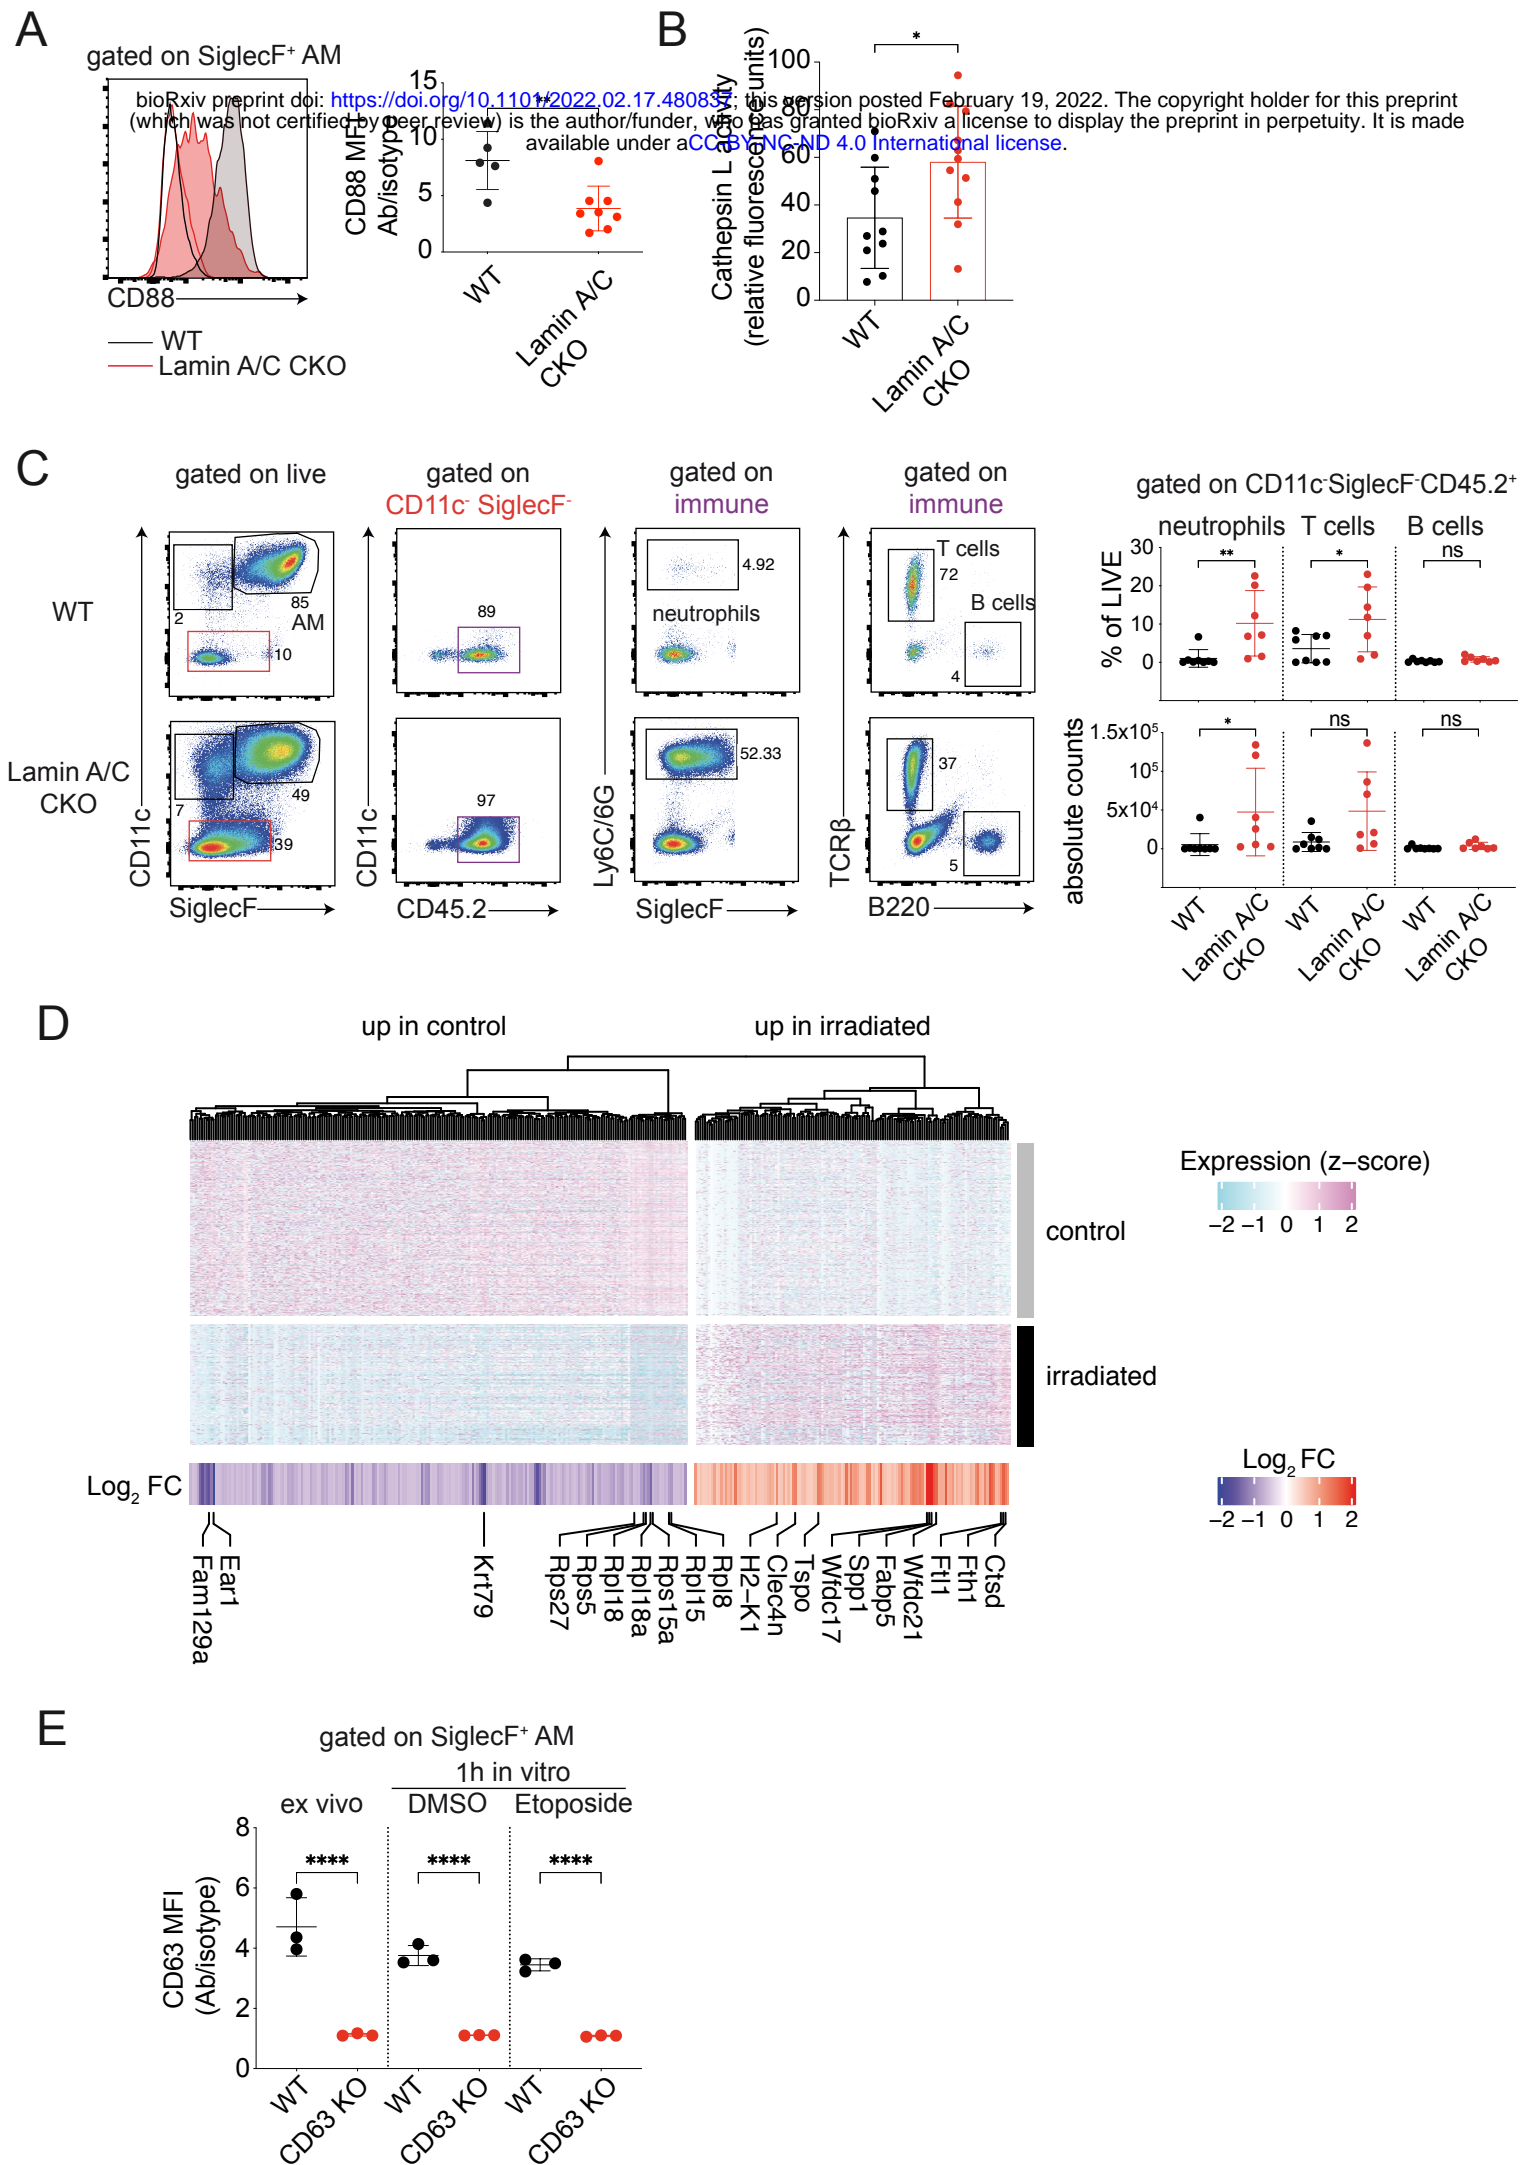 A
gated on SiglecF+ AM
CD88
WT
Lamin A/C CKO
15
10
5
0
CD88 MFI
Ab/isotype
**
WT
Lamin A/C
CKO
B
100
80
60
40
20
0
Cathepsin L activity
(relative fluorescence units)
*
WT
Lamin A/C
CKO
bioRxiv preprint doi: https://doi.org/10.1101/2022.02.17.480837; this version posted February 19, 2022. The copyright holder for this preprint
(which was not certified by peer review) is the author/funder, who has granted bioRxiv a license to display the preprint in perpetuity. It is made
available under aCC-BY-NC-ND 4.0 International license.
C
gated on live
gated on
CD11c- SiglecF-
gated on
immune
gated on
immune
gated on CD11c-SiglecF-CD45.2+
neutrophils T cells B cells
WT
2
85
AM
10
89
4.92
neutrophils
T cells
72
B cells
4
Lamin A/C
CKO
7
49
39
97
52.33
37
5
CD11c
SiglecF
CD11c
CD45.2
Ly6C/6G
SiglecF
TCRβ
B220
% of LIVE
30
20
10
0
** * ns
absolute counts
1.5x10⁵
10⁵
5x10⁴
0
* ns ns
WT
Lamin A/C
CKO
WT
Lamin A/C
CKO
WT
Lamin A/C
CKO
D
up in control
up in irradiated
control
irradiated
Expression (z−score)
−2 −1 0 1 2
Log₂ FC
Log₂ FC
−2 −1 0 1 2
Fam129a
Ear1
Krt79
Rps27
Rps5
Rpl18
Rpl18a
Rps15a
Rpl15
Rpl8
H2−K1
Clec4n
Tspo
Wfdc17
Spp1
Fabp5
Wfdc21
Ftl1
Fth1
Ctsd
E
gated on SiglecF+ AM
1h in vitro
ex vivo DMSO Etoposide
8
6
4
2
0
CD63 MFI
(Ab/isotype)
**** **** ****
WT
CD63 KO
WT
CD63 KO
WT
CD63 KO